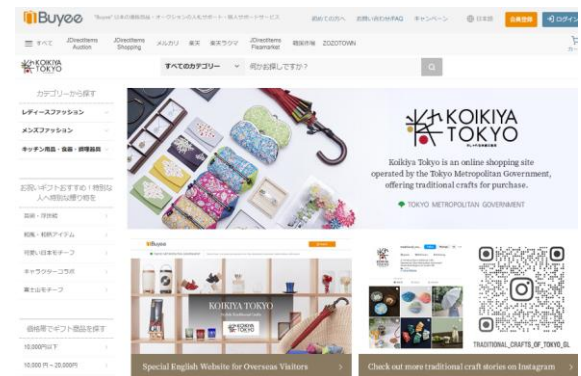 Buyee
"Buyee"日本の通販商品・オークションの入札サポート・購入サポートサービス
初めての方へ
お問い合わせ/FAQ
キャンペーン
日本語
会員登録
ログイン
すべて
JDirectItems Auction
JDirectItems Shopping
メルカリ
楽天
楽天ラクマ
JDirectItems Fleamarket
駿河屋
ZOZOTOWN
KOIKIYA
TOKYO
すべてのカテゴリー
何かお探しですか？
カテゴリーから探す
レディースファッション
メンズファッション
キッチン用品・食器・調理器具
お祝いギフトおすすめ！特別な
人へ特別な贈り物を
和風・和柄アイテム
可愛い日本モチーフ
キャラクターコラボ
富士山モチーフ
価格帯でギフト商品を探す
10,000円以下
10,000 円 ~ 20,000円
KOIKIYA
TOKYO
Koikiya Tokyo is an online shopping site
operated by the Tokyo Metropolitan Government,
offering traditional crafts for purchase.
TOKYO METROPOLITAN GOVERNMENT
Buyee
KOIKIYA TOKYO
KOIKIYA
TOKYO
Special English Website for Overseas Visitors
TRADITIONAL_CRAFTS_OF_TOKYO_GL
Check out more traditional craft stories on Instagram